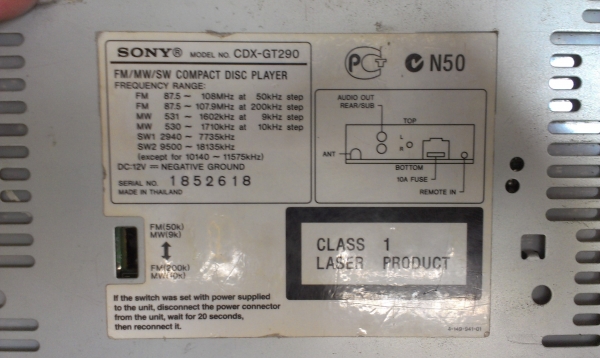 SONY® MODEL NO. CDX-GT290
FM/MW/SW COMPACT DISC PLAYER
FREQUENCY RANGE:
FM 87.5 ~ 108MHz at 50kHz step
FM 87.5 ~ 107.9MHz at 200kHz step
MW 531 ~ 1602kHz at 9kHz step
MW 530 ~ 1710kHz at 10kHz step
SW1 2940 ~ 7735kHz
SW2 9500 ~ 18135kHz
(except for 10140 ~ 11575kHz)
DC:12V NEGATIVE GROUND
SERIAL NO. 1852618
MADE IN THAILAND
N50
AUDIO OUT
REAR/SUB
TOP
L
R
ANT
BOTTOM
10A FUSE
REMOTE IN
FM(50k)
MW(9k)
FM(200k)
MW(10k)
CLASS 1
LASER PRODUCT
If the switch was set with power supplied
to the unit, disconnect the power connector
from the unit, wait for 20 seconds,
then reconnect it.